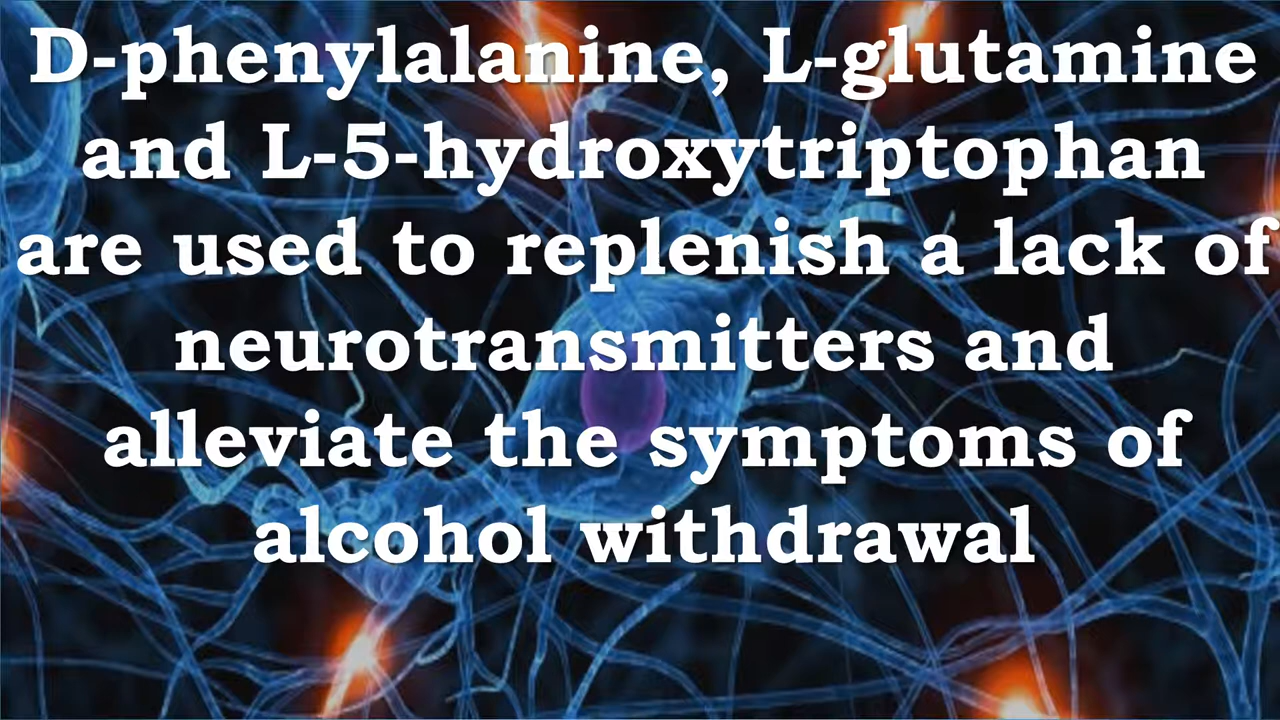 D-phenylalanine, L-glutamine
and L-5-hydroxytriptophan
are used to replenish a lack of
neurotransmitters and
alleviate the symptoms of
alcohol withdrawal